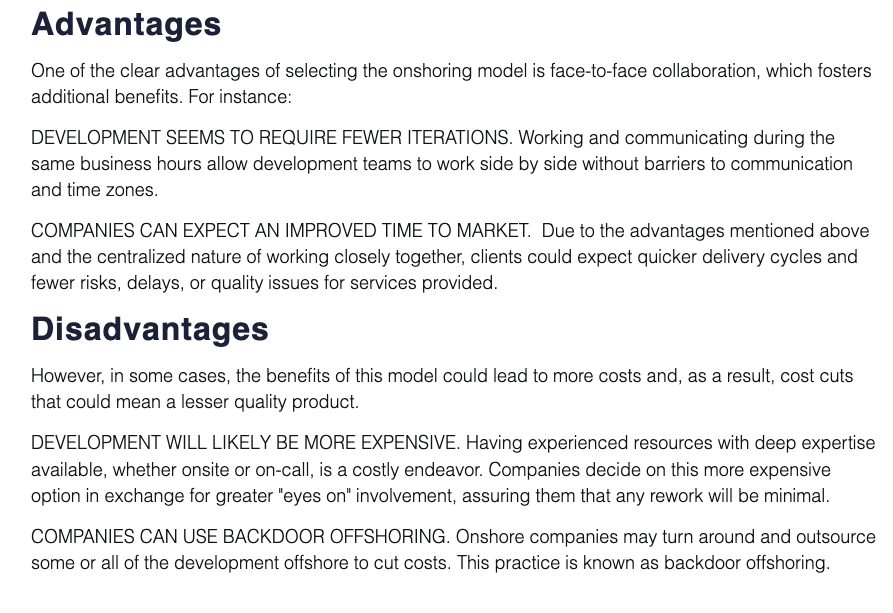 Advantages
One of the clear advantages of selecting the onshoring model is face-to-face collaboration, which fosters
additional benefits. For instance:
DEVELOPMENT SEEMS TO REQUIRE FEWER ITERATIONS. Working and communicating during the
same business hours allow development teams to work side by side without barriers to communication
and time zones.
COMPANIES CAN EXPECT AN IMPROVED TIME TO MARKET.  Due to the advantages mentioned above
and the centralized nature of working closely together, clients could expect quicker delivery cycles and
fewer risks, delays, or quality issues for services provided.
Disadvantages
However, in some cases, the benefits of this model could lead to more costs and, as a result, cost cuts
that could mean a lesser quality product.
DEVELOPMENT WILL LIKELY BE MORE EXPENSIVE. Having experienced resources with deep expertise
available, whether onsite or on-call, is a costly endeavor. Companies decide on this more expensive
option in exchange for greater "eyes on" involvement, assuring them that any rework will be minimal.
COMPANIES CAN USE BACKDOOR OFFSHORING. Onshore companies may turn around and outsource
some or all of the development offshore to cut costs. This practice is known as backdoor offshoring.